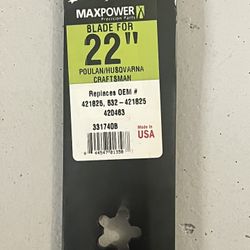 MAXPOWER
Precision Parts
BLADE FOR
22"
POULAN/HUSQVARNA
CRAFTSMAN
Replaces OEM #
421825, 532-421825
420463
331740B
Made in
USA